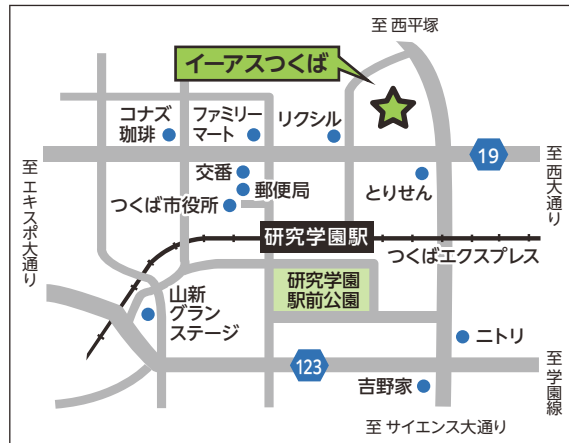 至 西平塚
イーアスつくば
コナズ
珈琲
ファミリー
マート
リクシル
19
至 エキスポ大通り
至 西大通り
交番
郵便局
つくば市役所
とりせん
研究学園駅
つくばエクスプレス
研究学園
駅前公園
山新
グラン
ステージ
ニトリ
123
吉野家
至 学園線
至 サイエンス大通り